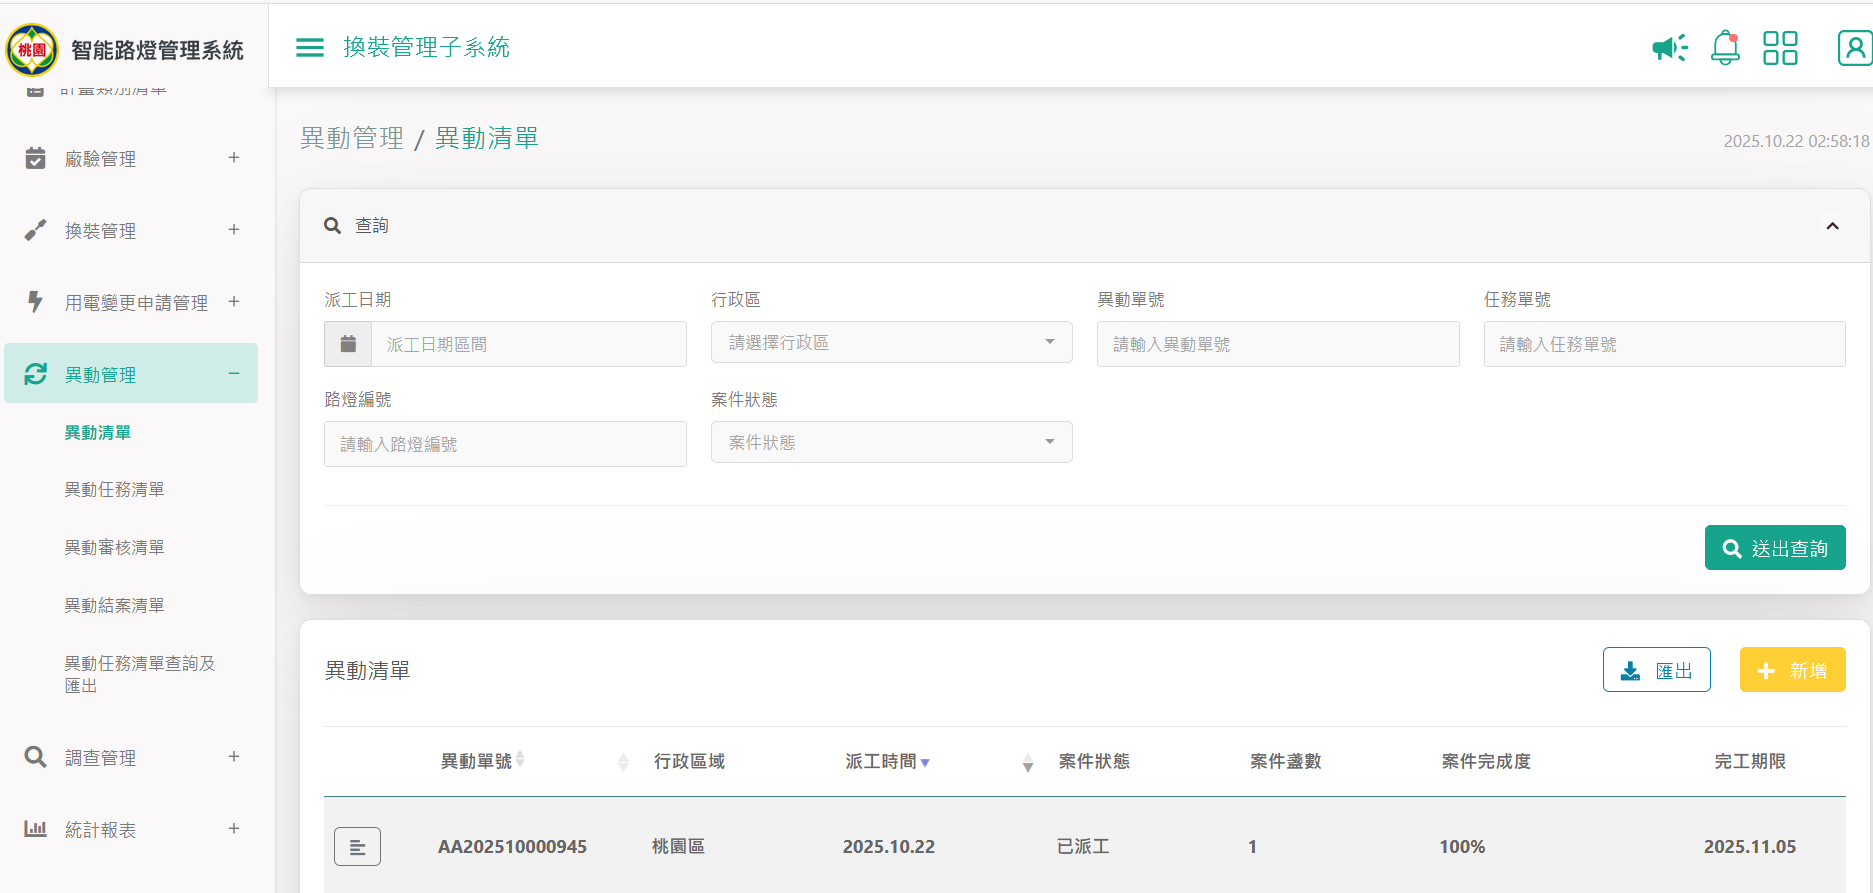 桃園
智能路燈管理系統
換裝管理子系統
計畫類別清單
廠驗管理
換裝管理
用電變更申請管理
異動管理
異動清單
異動任務清單
異動審核清單
異動結案清單
異動任務清單查詢及
匯出
調查管理
統計報表
異動管理 / 異動清單
2025.10.22 02:58:18
查詢
派工日期
行政區
異動單號
任務單號
派工日期區間
請選擇行政區
請輸入異動單號
請輸入任務單號
路燈編號
案件狀態
請輸入路燈編號
案件狀態
送出查詢
異動清單
匯出
新增
異動單號 行政區域 派工時間 案件狀態 案件盞數 案件完成度 完工期限
AA202510000945 桃園區 2025.10.22 已派工 1 100% 2025.11.05